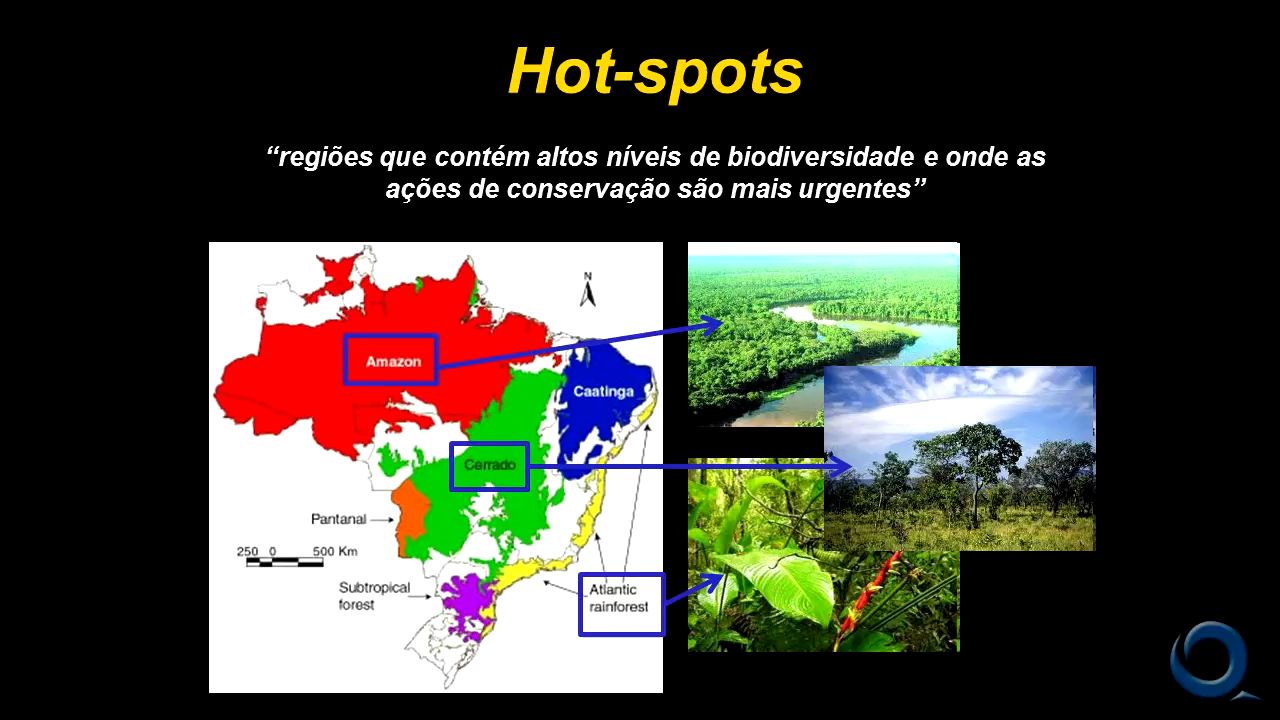 Hot-spots
“regiões que contém altos níveis de biodiversidade e onde as
ações de conservação são mais urgentes”
N
Amazon
Caatinga
Cerrado
Pantanal
250 0 500 Km
Subtropical
forest
Atlantic
rainforest